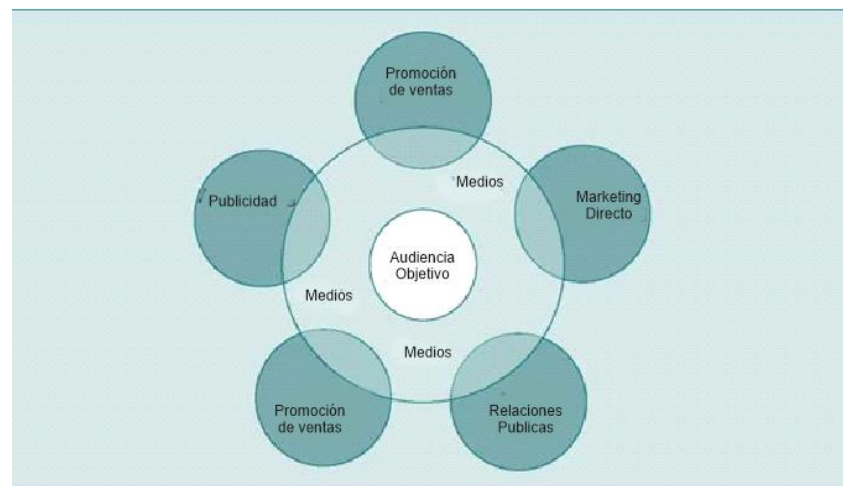 Promoción
de ventas
Medios
Marketing
Directo
Publicidad
Audiencia
Objetivo
Medios
Medios
Promoción
de ventas
Relaciones
Publicas